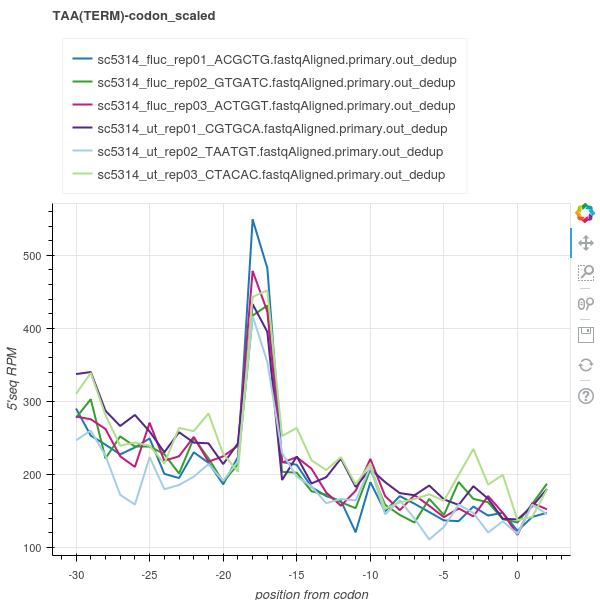 TAA(TERM)-codon_scaled
sc5314_fluc_rep01_ACGCTG.fastqAligned.primary.out_dedup
sc5314_fluc_rep02_GTGATC.fastqAligned.primary.out_dedup
sc5314_fluc_rep03_ACTGGT.fastqAligned.primary.out_dedup
sc5314_ut_rep01_CGTGCA.fastqAligned.primary.out_dedup
sc5314_ut_rep02_TAATGT.fastqAligned.primary.out_dedup
sc5314_ut_rep03_CTACAC.fastqAligned.primary.out_dedup
500
400
300
200
100
5'seq RPM
-30 -25 -20 -15 -10 -5 0
position from codon